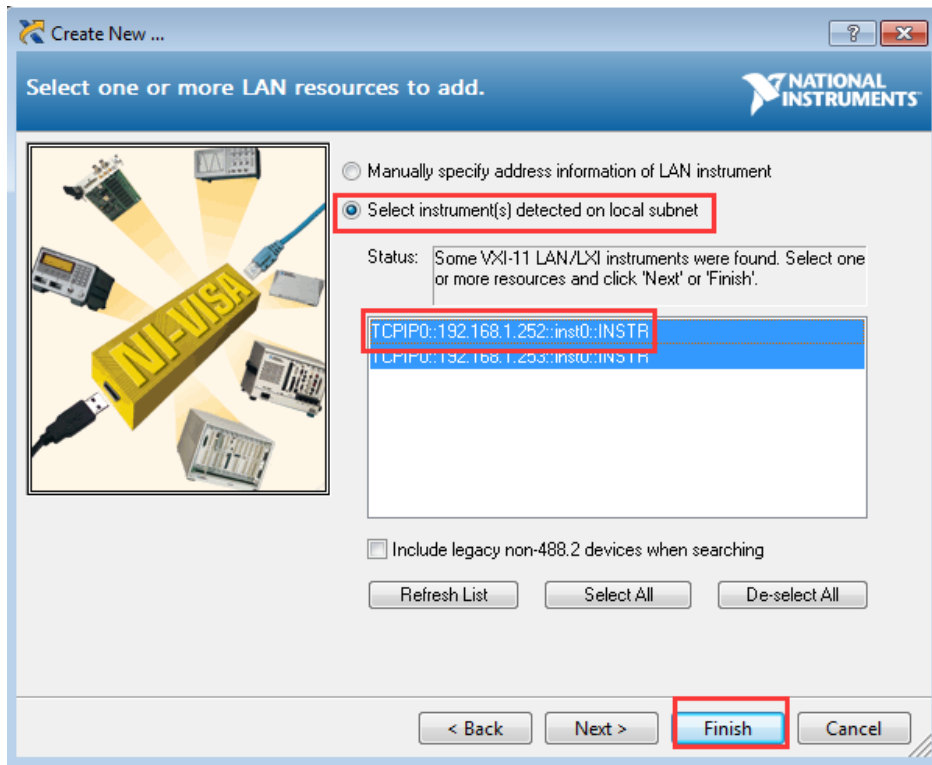 Create New ...
Select one or more LAN resources to add.
NATIONAL
INSTRUMENTS
NI-VISA
Manually specify address information of LAN instrument
Select instrument(s) detected on local subnet
Status:
Some VXI-11 LAN/LXI instruments were found. Select one
or more resources and click 'Next' or 'Finish'.
TCPIP0::192.168.1.252::inst0::INSTR
TCPIP0::192.168.1.253::inst0::INSTR
Include legacy non-488.2 devices when searching
Refresh List
Select All
De-select All
< Back
Next >
Finish
Cancel